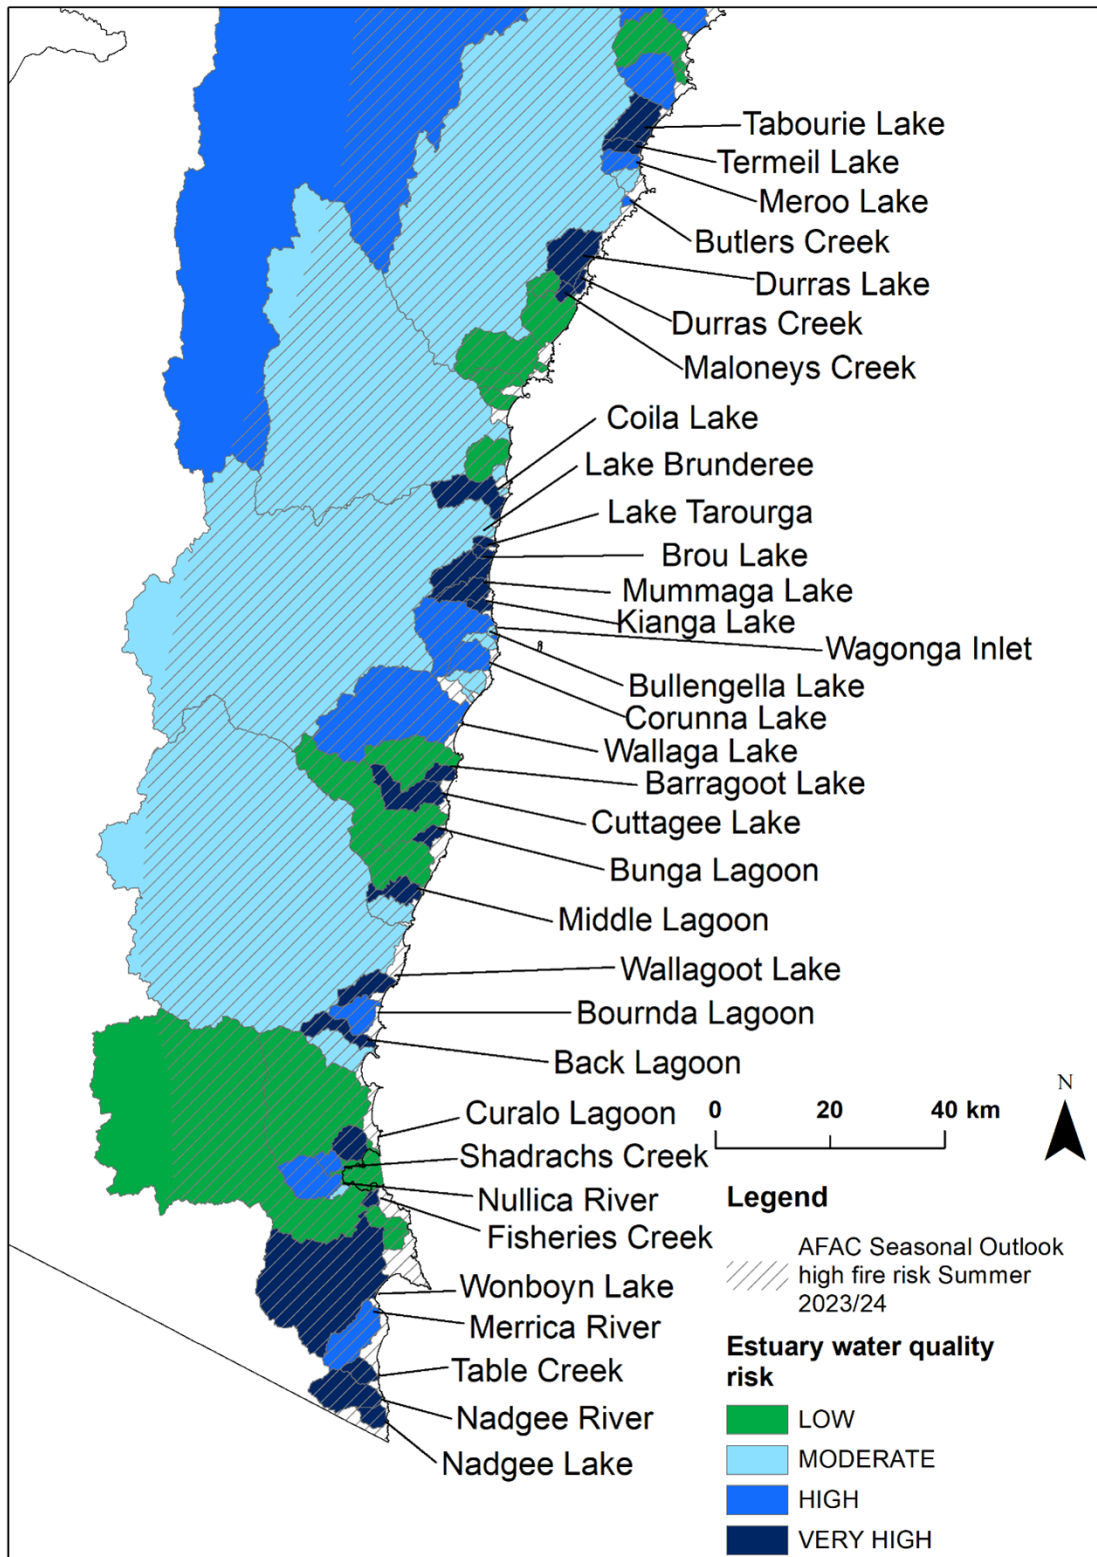 Tabourie Lake
Termeil Lake
Meroo Lake
Butlers Creek
Durras Lake
Durras Creek
Maloneys Creek
Coila Lake
Lake Brunderee
Lake Tarourga
Brou Lake
Mummaga Lake
Kianga Lake
Wagonga Inlet
Bullengella Lake
Corunna Lake
Wallaga Lake
Barragoot Lake
Cuttagee Lake
Bunga Lagoon
Middle Lagoon
Wallagoot Lake
Bournda Lagoon
Back Lagoon
Curalo Lagoon
Shadrachs Creek
Nullica River
Fisheries Creek
Wonboyn Lake
Merrica River
Table Creek
Nadgee River
Nadgee Lake
N
0 20 40 km
Legend
AFAC Seasonal Outlook
high fire risk Summer
2023/24
Estuary water quality
risk
LOW
MODERATE
HIGH
VERY HIGH